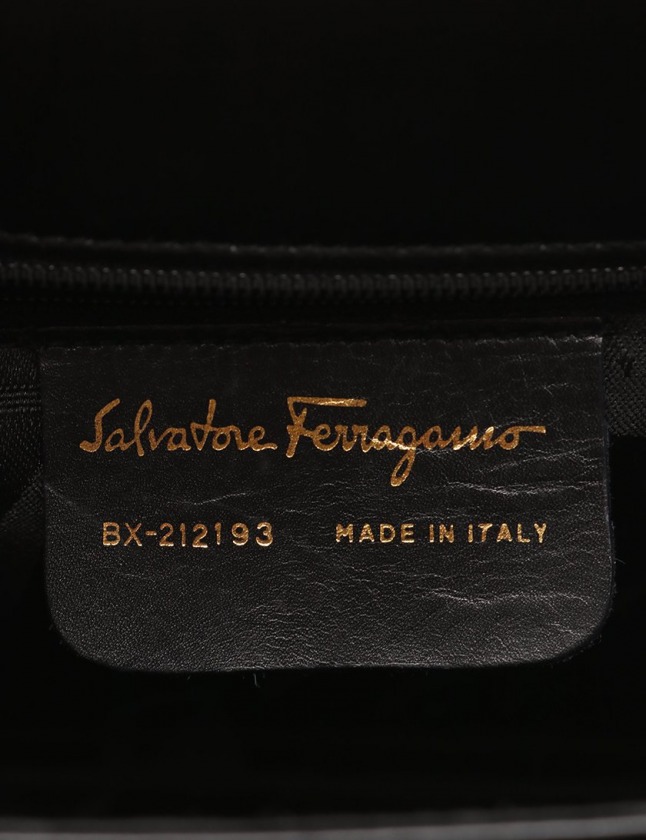 Salvatore Ferragamo
BX-212193 MADE IN ITALY